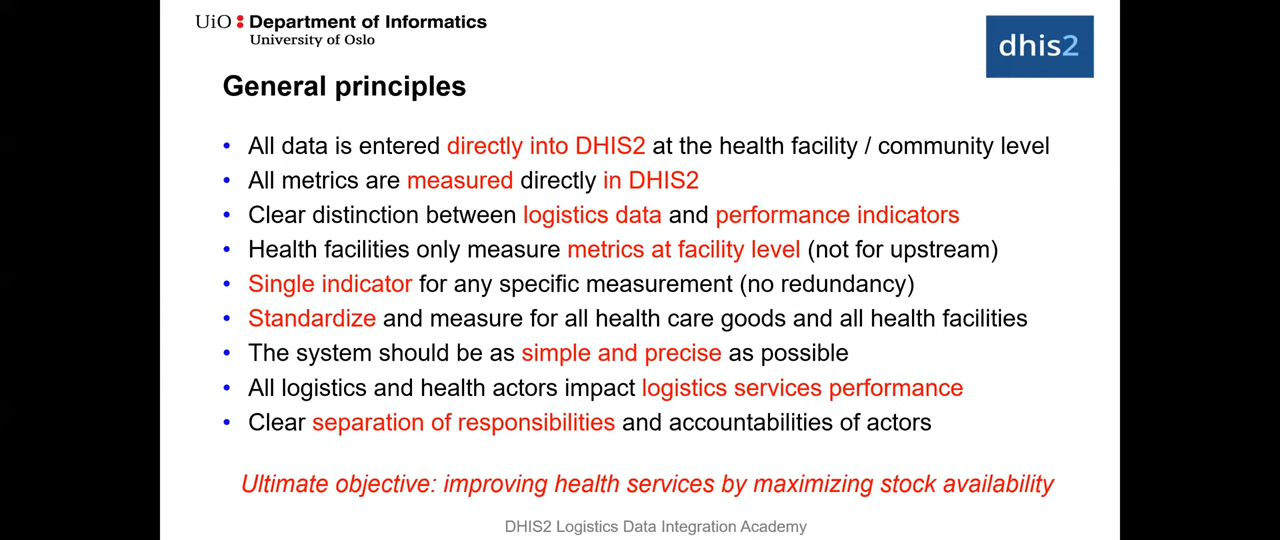 UiO : Department of Informatics
University of Oslo
dhis2
General principles
• All data is entered directly into DHIS2 at the health facility / community level
• All metrics are measured directly in DHIS2
• Clear distinction between logistics data and performance indicators
• Health facilities only measure metrics at facility level (not for upstream)
• Single indicator for any specific measurement (no redundancy)
• Standardize and measure for all health care goods and all health facilities
• The system should be as simple and precise as possible
• All logistics and health actors impact logistics services performance
• Clear separation of responsibilities and accountabilities of actors
Ultimate objective: improving health services by maximizing stock availability
DHIS2 Logistics Data Integration Academy